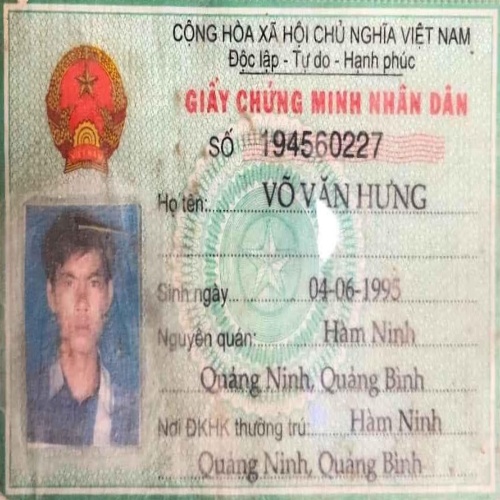 CỘNG HÒA XÃ HỘI CHỦ NGHĨA VIỆT NAM
Độc lập - Tự do - Hạnh phúc
GIẤY CHỨNG MINH NHÂN DÂN
SỐ 194560227
Họ tên: VÕ VĂN HƯNG
Sinh ngày 04-06-1995
Nguyên quán: Hàm Ninh
Quảng Ninh, Quảng Bình
Nơi ĐKHK thường trú: Hàm Ninh
Quảng Ninh, Quảng Bình